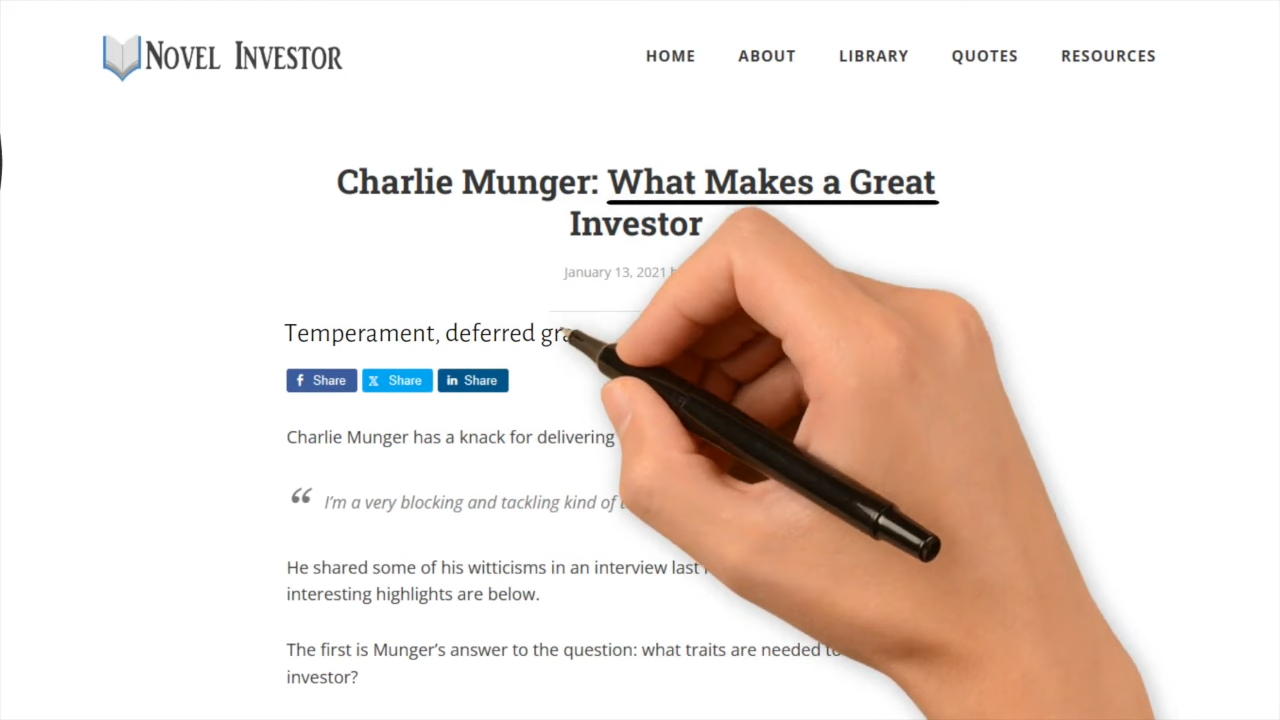 NOVEL INVESTOR
HOME ABOUT LIBRARY QUOTES RESOURCES
Charlie Munger: What Makes a Great
Investor
January 13, 2021
Temperament, deferred
Share Share Share
Charlie Munger has a knack for delivering
“ I’m a very blocking and tackling kind of
He shared some of his witticisms in an interview last
interesting highlights are below.
The first is Munger’s answer to the question: what traits are needed
investor?